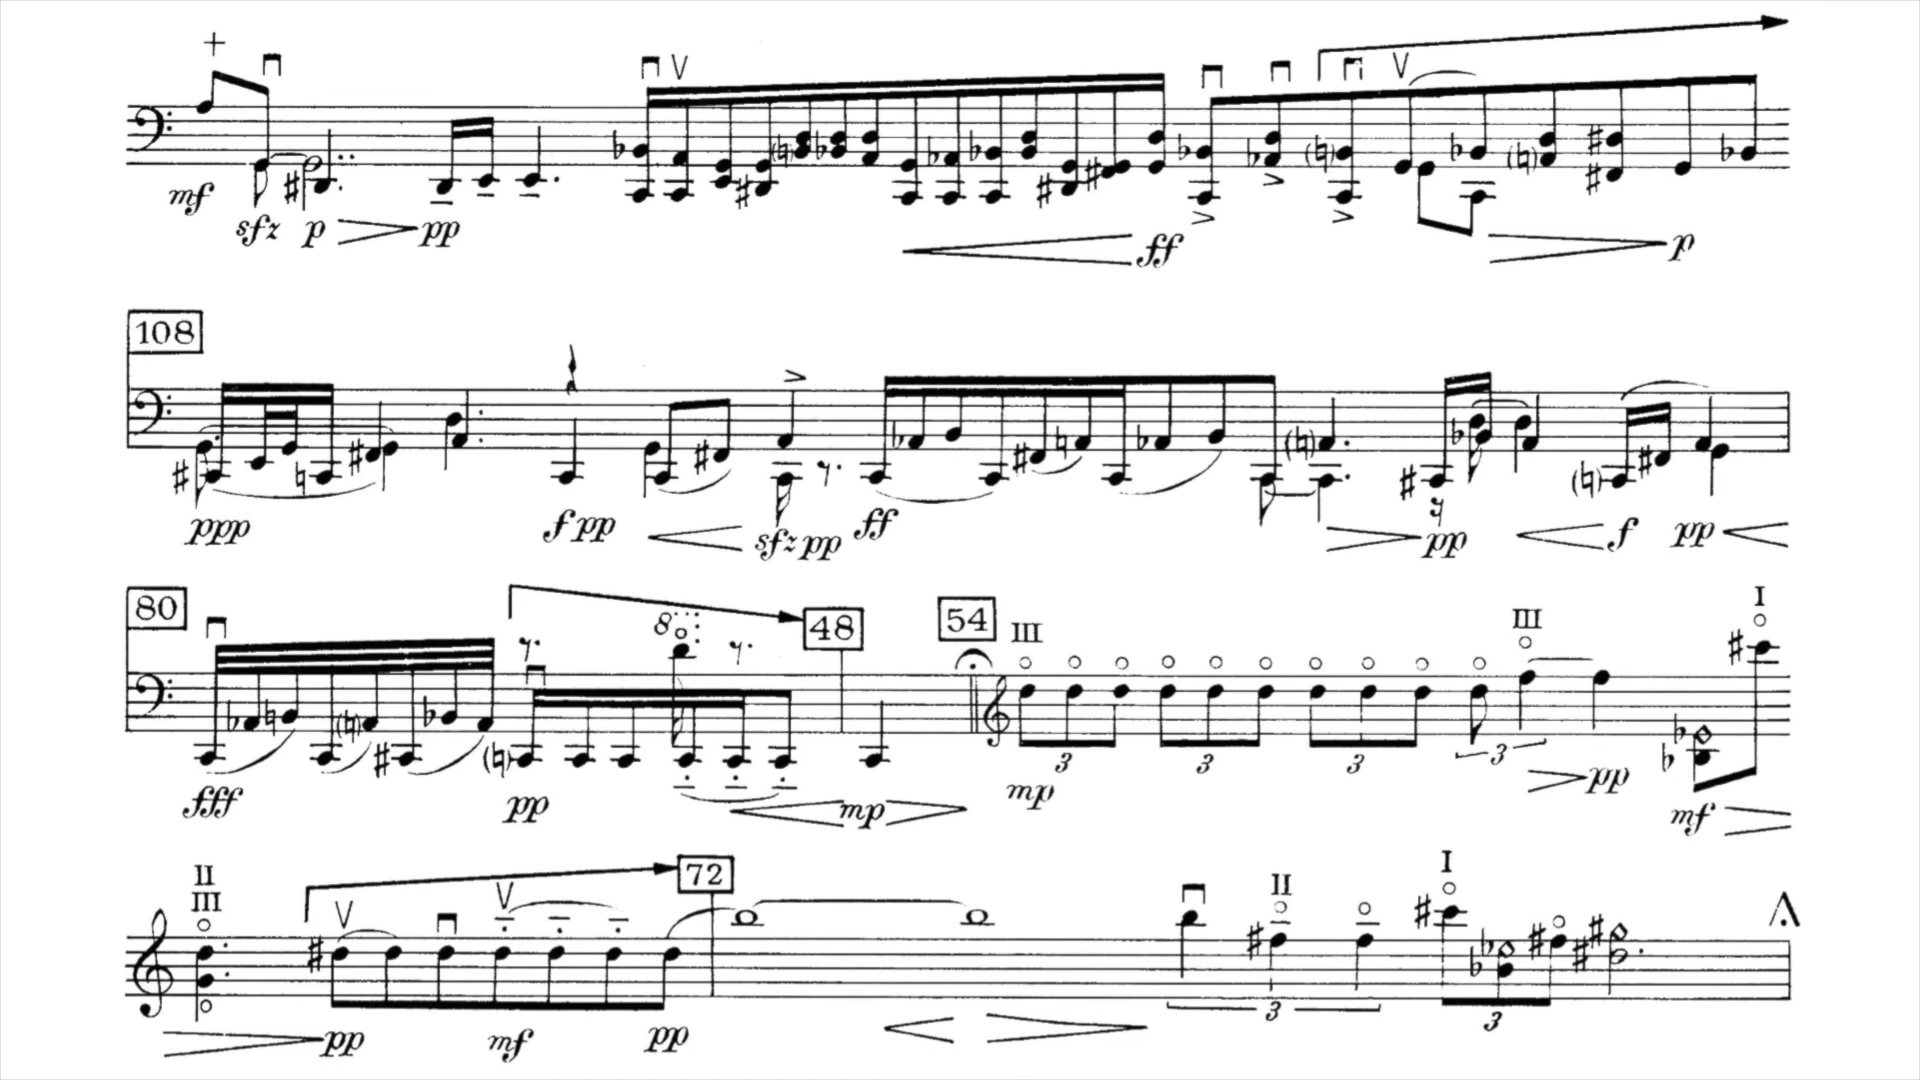 mf sfz p pp ff p
108
ppp f pp sfz pp ff pp f pp
80 48 54 III III I
8
fff pp mp mp 3 3 3 3 pp mf
II
III
72 II I
pp mf pp 3 3